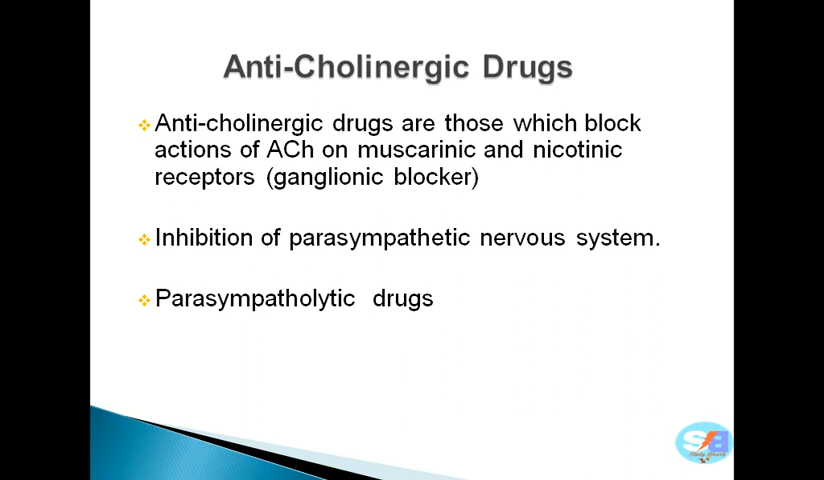 Anti-Cholinergic Drugs
Anti-cholinergic drugs are those which block
actions of ACh on muscarinic and nicotinic
receptors (ganglionic blocker)
Inhibition of parasympathetic nervous system.
Parasympatholytic drugs